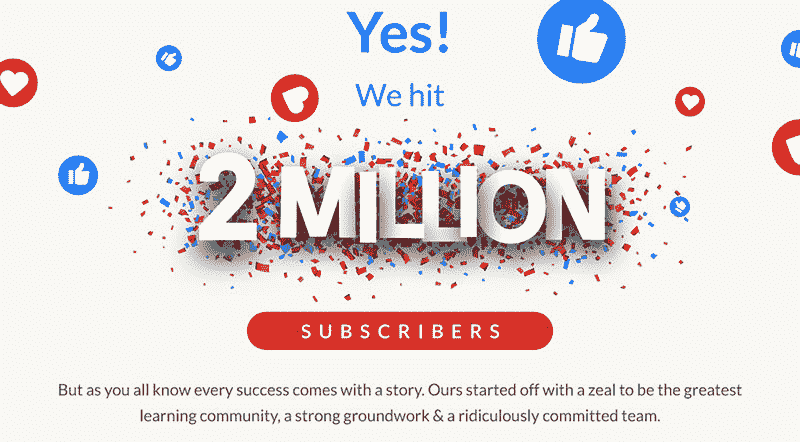 Yes!
We hit
2 MILLION
SUBSCRIBERS
But as you all know every success comes with a story. Ours started off with a zeal to be the greatest
learning community, a strong groundwork & a ridiculously committed team.